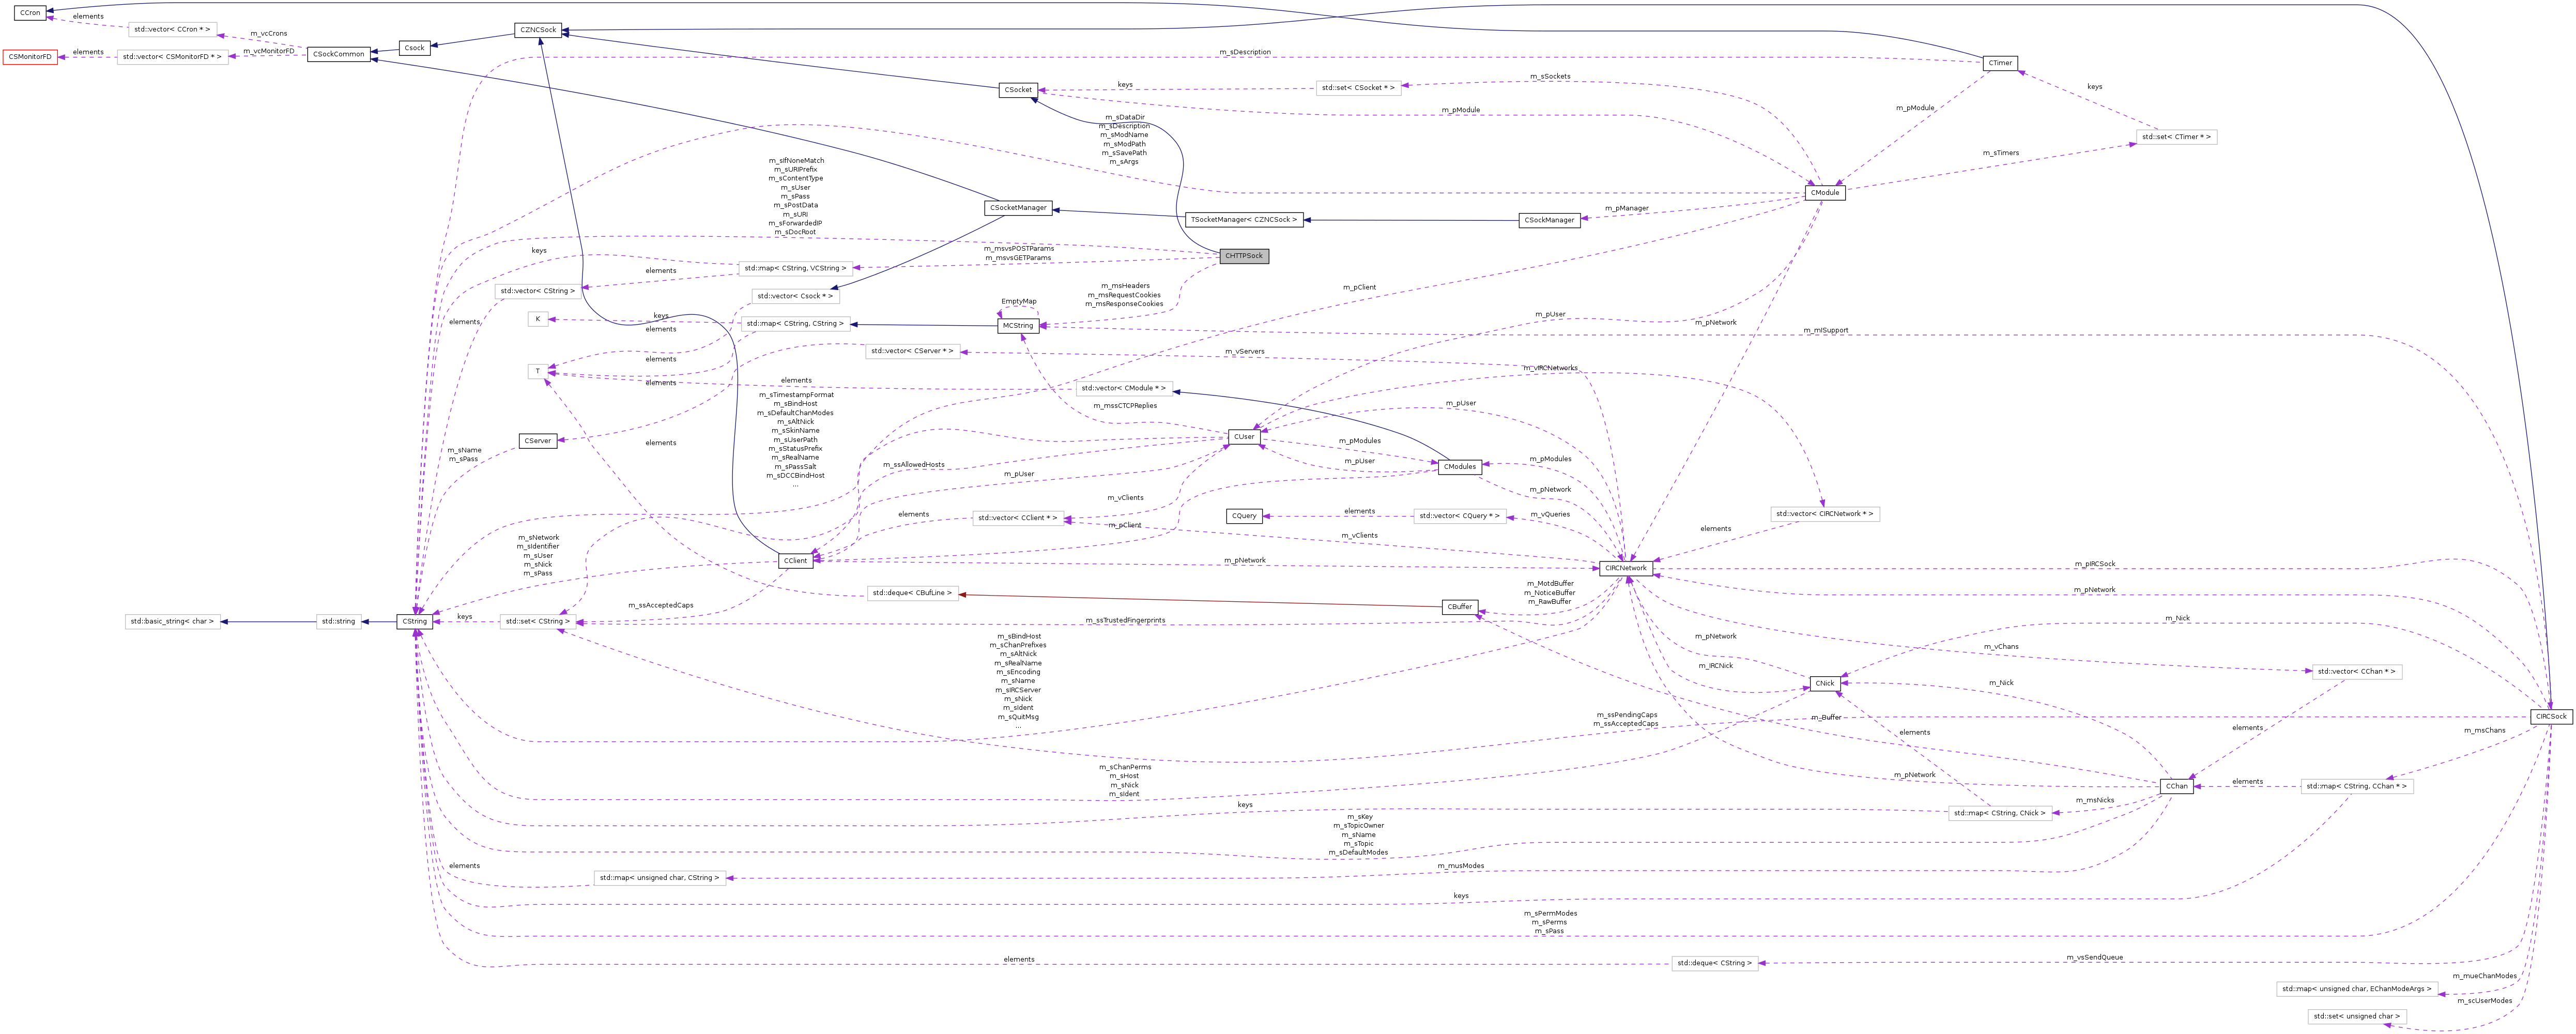 CCron
elements
std::vector< CCron * >
m_vcCrons
CSMonitorFD
elements
std::vector< CSMonitorFD * >
m_vcMonitorFD
CSockCommon
Csock
CZNCSock
m_sDescription
CTimer
CSocket
keys
std::set< CSocket * >
m_sSockets
keys
m_pModule
m_pModule
std::set< CTimer * >
m_sTimers
m_sDataDir
m_sDescription
m_sModName
m_sModPath
m_sSavePath
m_sArgs
m_sIfNoneMatch
m_sURIPrefix
m_sContentType
m_sUser
m_sPass
m_sPostData
m_sURI
m_sForwardedIP
m_sDocRoot
CModule
CSocketManager
TSocketManager< CZNCSock >
CSockManager
m_pManager
CHTTPSock
keys
std::map< CString, VCString >
m_msvsPOSTParams
m_msvsGETParams
elements
std::vector< CString >
std::vector< Csock * >
m_msHeaders
m_msRequestCookies
m_msResponseCookies
m_pClient
EmptyMap
K
keys
std::map< CString, CString >
MCString
m_pUser
m_pNetwork
m_mISupport
elements
elements
elements
std::vector< CServer * >
m_vServers
elements
T
elements
elements
std::vector< CModule * >
m_vIRCNetworks
m_sTimestampFormat
m_sBindHost
m_sDefaultChanModes
m_sAltNick
m_sSkinName
m_sUserPath
m_sStatusPrefix
m_sRealName
m_sPassSalt
m_sDCCBindHost
...
m_mssCTCPReplies
m_pUser
CServer
elements
m_sName
m_sPass
CUser
m_pModules
m_ssAllowedHosts
m_pUser
m_pUser
CModules
m_pModules
m_pNetwork
m_vClients
elements
std::vector< CClient * >
m_pClient
CQuery
elements
std::vector< CQuery * >
m_vQueries
std::vector< CIRCNetwork * >
elements
m_vClients
m_sNetwork
m_sIdentifier
m_sUser
m_sNick
m_sPass
CClient
m_pNetwork
CIRCNetwork
m_pIRCSock
m_pNetwork
std::deque< CBufLine >
m_MotdBuffer
m_NoticeBuffer
m_RawBuffer
CBuffer
m_ssAcceptedCaps
std::basic_string< char >
std::string
CString
keys
std::set< CString >
m_ssTrustedFingerprints
m_Nick
m_pNetwork
m_vChans
m_IRCNick
std::vector< CChan * >
m_sBindHost
m_sChanPrefixes
m_sAltNick
m_sRealName
m_sEncoding
m_sName
m_sIRCServer
m_sNick
m_sIdent
m_sQuitMsg
...
CNick
m_Nick
m_ssPendingCaps
m_ssAcceptedCaps
m_Buffer
CIRCSock
elements
elements
m_msChans
m_sChanPerms
m_sHost
m_sNick
m_sIdent
m_pNetwork
CChan
elements
std::map< CString, CChan * >
keys
m_msNicks
std::map< CString, CNick >
m_sKey
m_sTopicOwner
m_sName
m_sTopic
m_sDefaultModes
elements
std::map< unsigned char, CString >
m_musModes
keys
m_sPermModes
m_sPerms
m_sPass
elements
std::deque< CString >
m_vsSendQueue
m_mueChanModes
std::map< unsigned char, EChanModeArgs >
m_scUserModes
std::set< unsigned char >